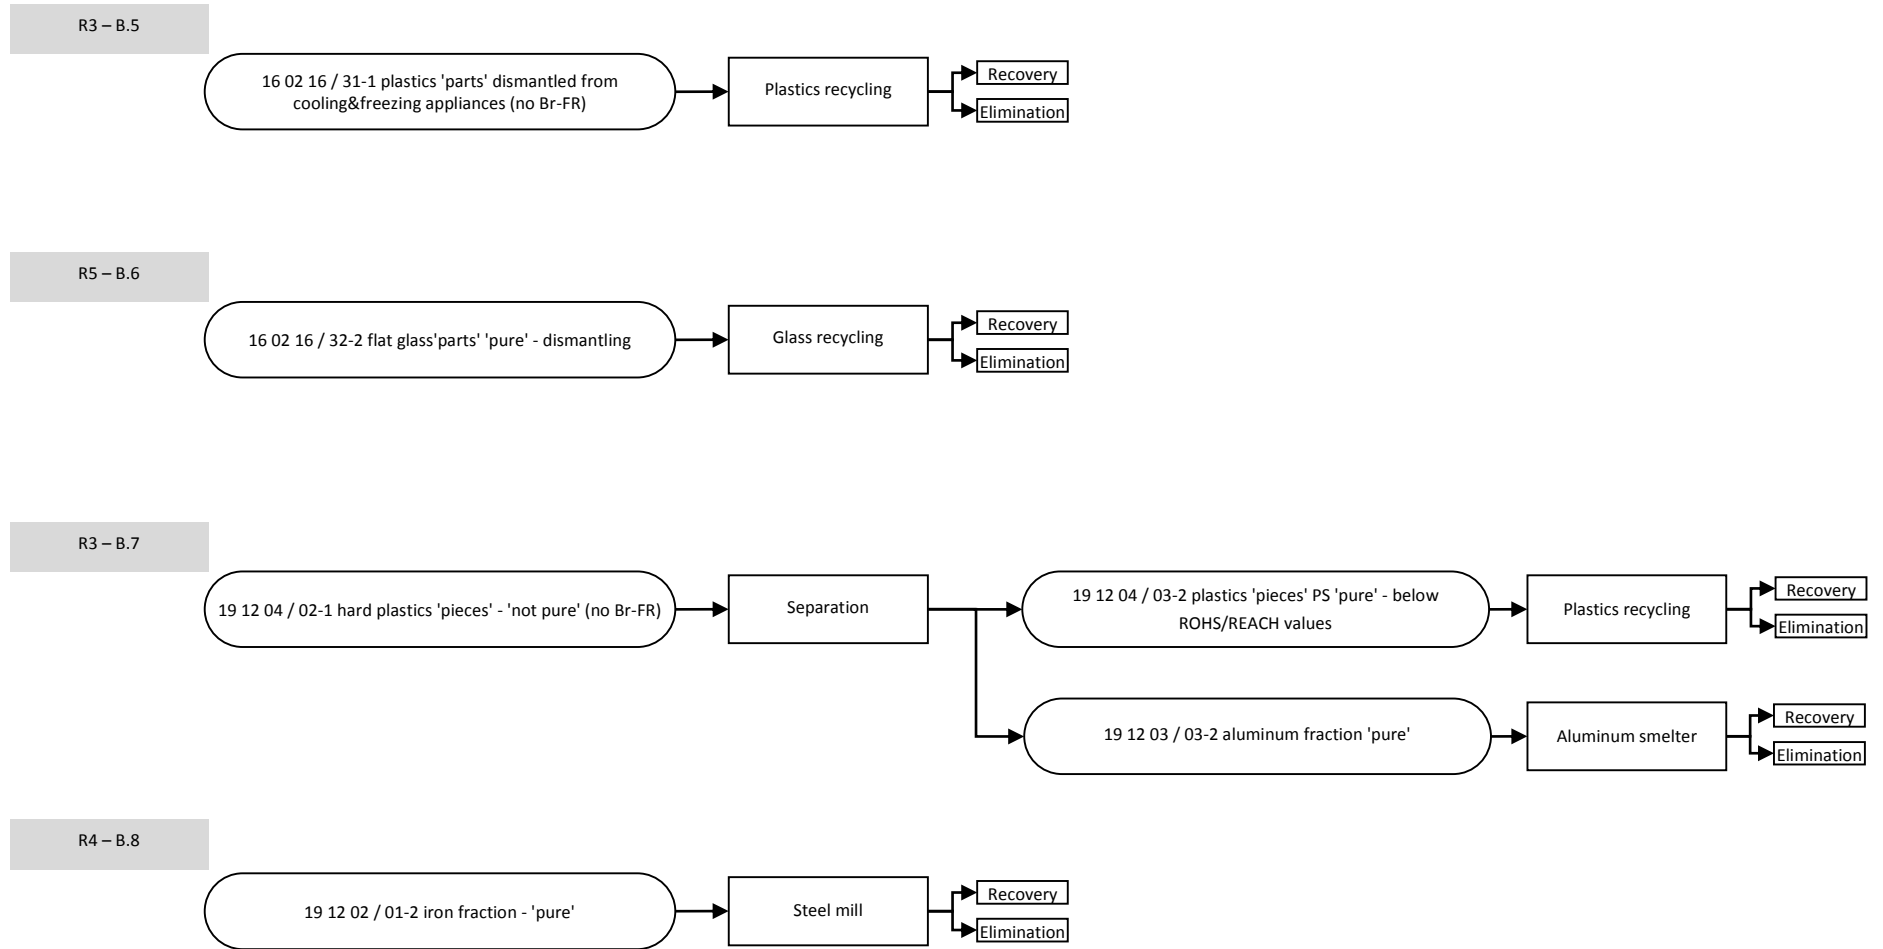 R3 – B.5
16 02 16 / 31-1 plastics 'parts' dismantled from
cooling&freezing appliances (no Br-FR)
Plastics recycling
Recovery
Elimination
R5 – B.6
16 02 16 / 32-2 flat glass'parts' 'pure' - dismantling
Glass recycling
Recovery
Elimination
R3 – B.7
19 12 04 / 02-1 hard plastics 'pieces' - 'not pure' (no Br-FR)
Separation
19 12 04 / 03-2 plastics 'pieces' PS 'pure' - below
ROHS/REACH values
Plastics recycling
Recovery
Elimination
19 12 03 / 03-2 aluminum fraction 'pure'
Aluminum smelter
Recovery
Elimination
R4 – B.8
19 12 02 / 01-2 iron fraction - 'pure'
Steel mill
Recovery
Elimination